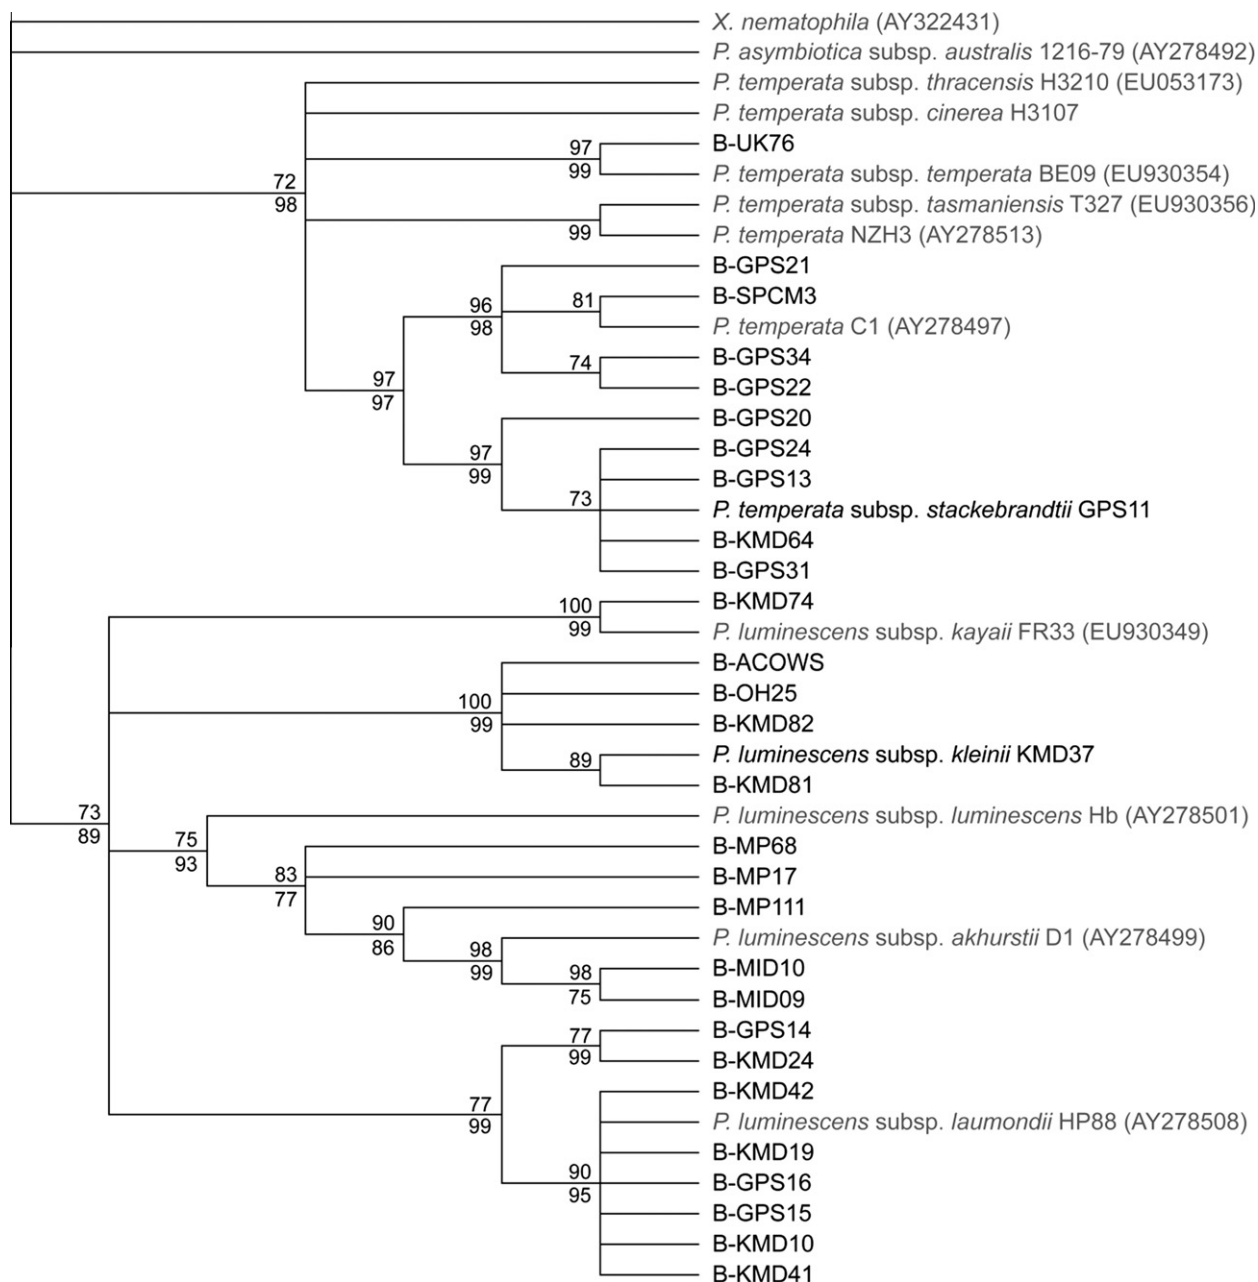 X. nematophila (AY322431)
P. asymbiotica subsp. australis 1216-79 (AY278492)
P. temperata subsp. thracensis H3210 (EU053173)
P. temperata subsp. cinerea H3107
97 B-UK76
99 P. temperata subsp. temperata BE09 (EU930354)
72
98
P. temperata subsp. tasmaniensis T327 (EU930356)
99 P. temperata NZH3 (AY278513)
B-GPS21
96 81 B-SPCM3
98 P. temperata C1 (AY278497)
74 B-GPS34
97 B-GPS22
97
B-GPS20
97 B-GPS24
99 B-GPS13
73 P. temperata subsp. stackebrandtii GPS11
B-KMD64
B-GPS31
100 B-KMD74
99 P. luminescens subsp. kayaii FR33 (EU930349)
B-ACOWS
100 B-OH25
99 B-KMD82
89 P. luminescens subsp. kleinii KMD37
B-KMD81
73
89
P. luminescens subsp. luminescens Hb (AY278501)
75 B-MP68
93
83 B-MP17
77
90 B-MP111
86
98 P. luminescens subsp. akhurstii D1 (AY278499)
99 98 B-MID10
75 B-MID09
77 B-GPS14
99 B-KMD24
77 B-KMD42
99 P. luminescens subsp. laumondii HP88 (AY278508)
B-KMD19
90 B-GPS16
95
B-GPS15
B-KMD10
B-KMD41